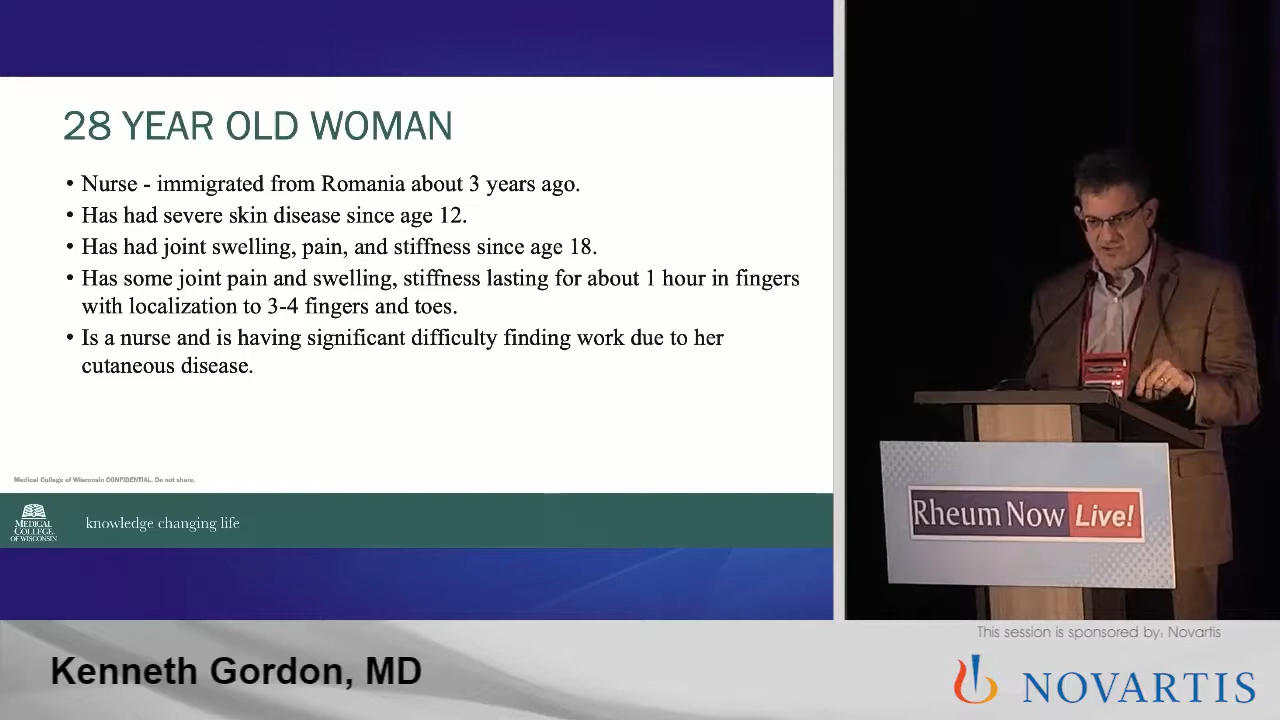 28 YEAR OLD WOMAN
• Nurse - immigrated from Romania about 3 years ago.
• Has had severe skin disease since age 12.
• Has had joint swelling, pain, and stiffness since age 18.
• Has some joint pain and swelling, stiffness lasting for about 1 hour in fingers
with localization to 3-4 fingers and toes.
• Is a nurse and is having significant difficulty finding work due to her
cutaneous disease.
Medical College of Wisconsin CONFIDENTIAL. Do not share.
MEDICAL
COLLEGE
OF WISCONSIN
knowledge changing life
Rheum Now Live!
This session is sponsored by: Novartis
Kenneth Gordon, MD
NOVARTIS